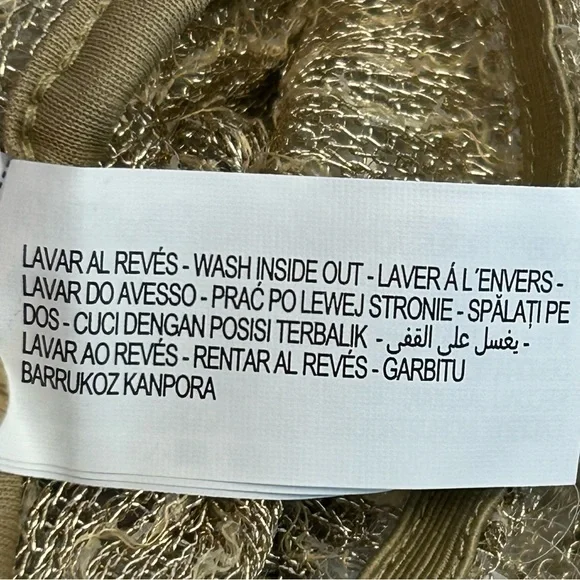 LAVAR AL REVÉS - WASH INSIDE OUT - LAVER Á L´ENVERS -
LAVAR DO AVESSO - PRAĆ PO LEWEJ STRONIE - SPĂLAȚI PE
DOS - CUCI DENGAN POSISI TERBALIK - يغسل على القفى -
LAVAR AO REVÉS - RENTAR AL REVÉS - GARBITU
BARRUKOZ KANPORA